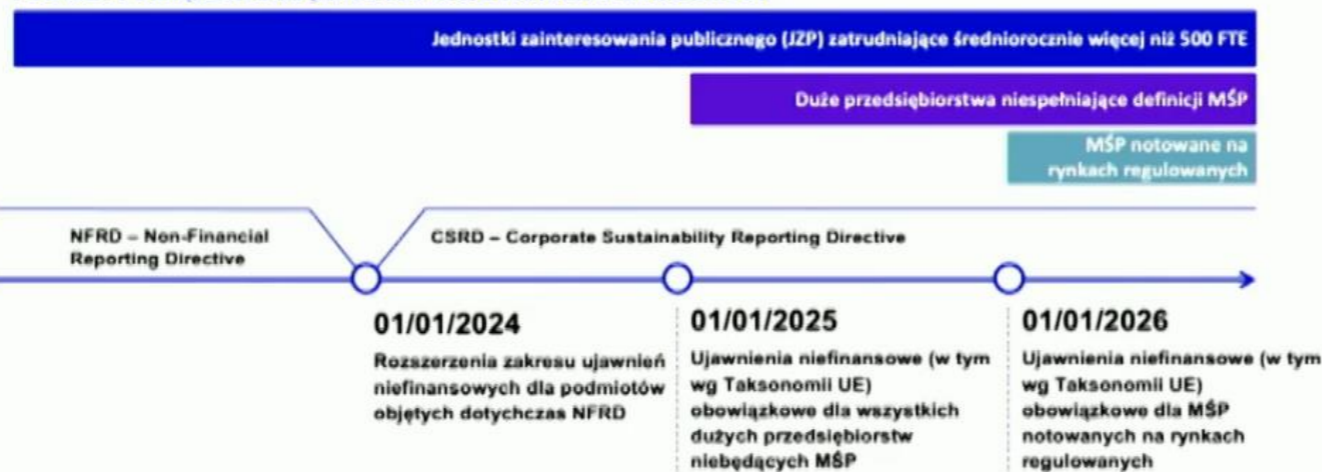 Jednostki zainteresowania publicznego (JZP) zatrudniające średniorocznie więcej niż 500 FTE
Duże przedsiębiorstwa niespełniające definicji MŚP
MŚP notowane na
rynkach regulowanych
NFRD – Non-Financial
Reporting Directive
CSRD – Corporate Sustainability Reporting Directive
01/01/2024
Rozszerzenia zakresu ujawnień
niefinansowych dla podmiotów
objętych dotychczas NFRD
01/01/2025
Ujawnienia niefinansowe (w tym
wg Taksonomii UE)
obowiązkowe dla wszystkich
dużych przedsiębiorstw
niebędących MŚP
01/01/2026
Ujawnienia niefinansowe (w tym
wg Taksonomii UE)
obowiązkowe dla MŚP
notowanych na rynkach
regulowanych